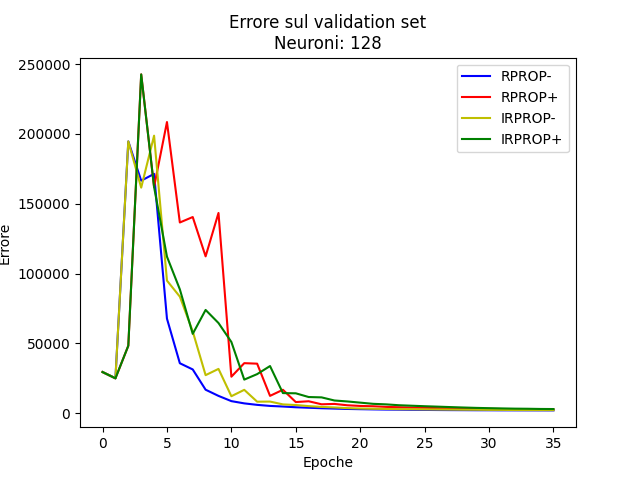 Errore sul validation set
Neuroni: 128
250000
200000
150000
100000
50000
0
Errore
RPROP-
RPROP+
IRPROP-
IRPROP+
0 5 10 15 20 25 30 35
Epoche